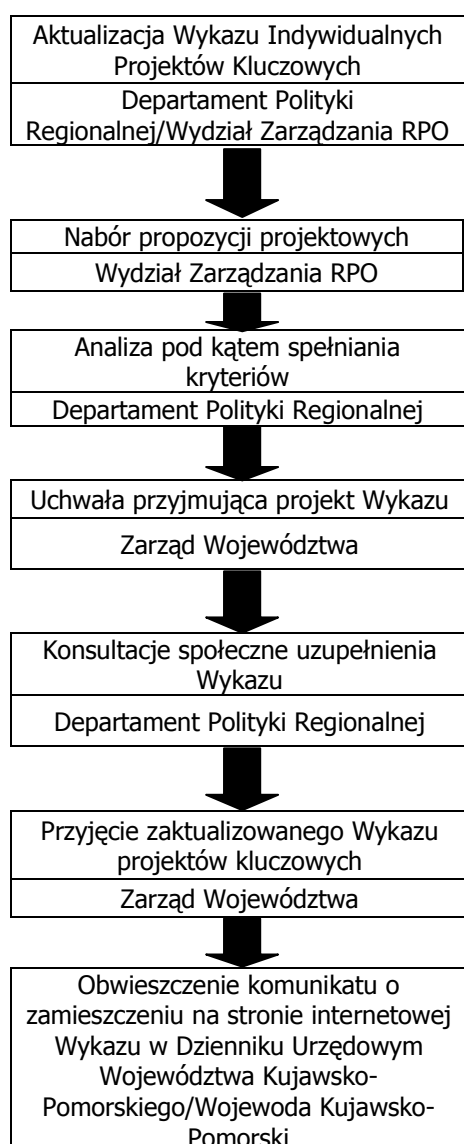 Aktualizacja Wykazu Indywidualnych
Projektów Kluczowych
Departament Polityki
Regionalnej/Wydział Zarządzania RPO
Nabór propozycji projektowych
Wydział Zarządzania RPO
Analiza pod kątem spełniania
kryteriów
Departament Polityki Regionalnej
Uchwała przyjmująca projekt Wykazu
Zarząd Województwa
Konsultacje społeczne uzupełnienia
Wykazu
Departament Polityki Regionalnej
Przyjęcie zaktualizowanego Wykazu
projektów kluczowych
Zarząd Województwa
Obwieszczenie komunikatu o
zamieszczeniu na stronie internetowej
Wykazu w Dzienniku Urzędowym
Województwa Kujawsko-
Pomorskiego/Wojewoda Kujawsko-
Pomorski